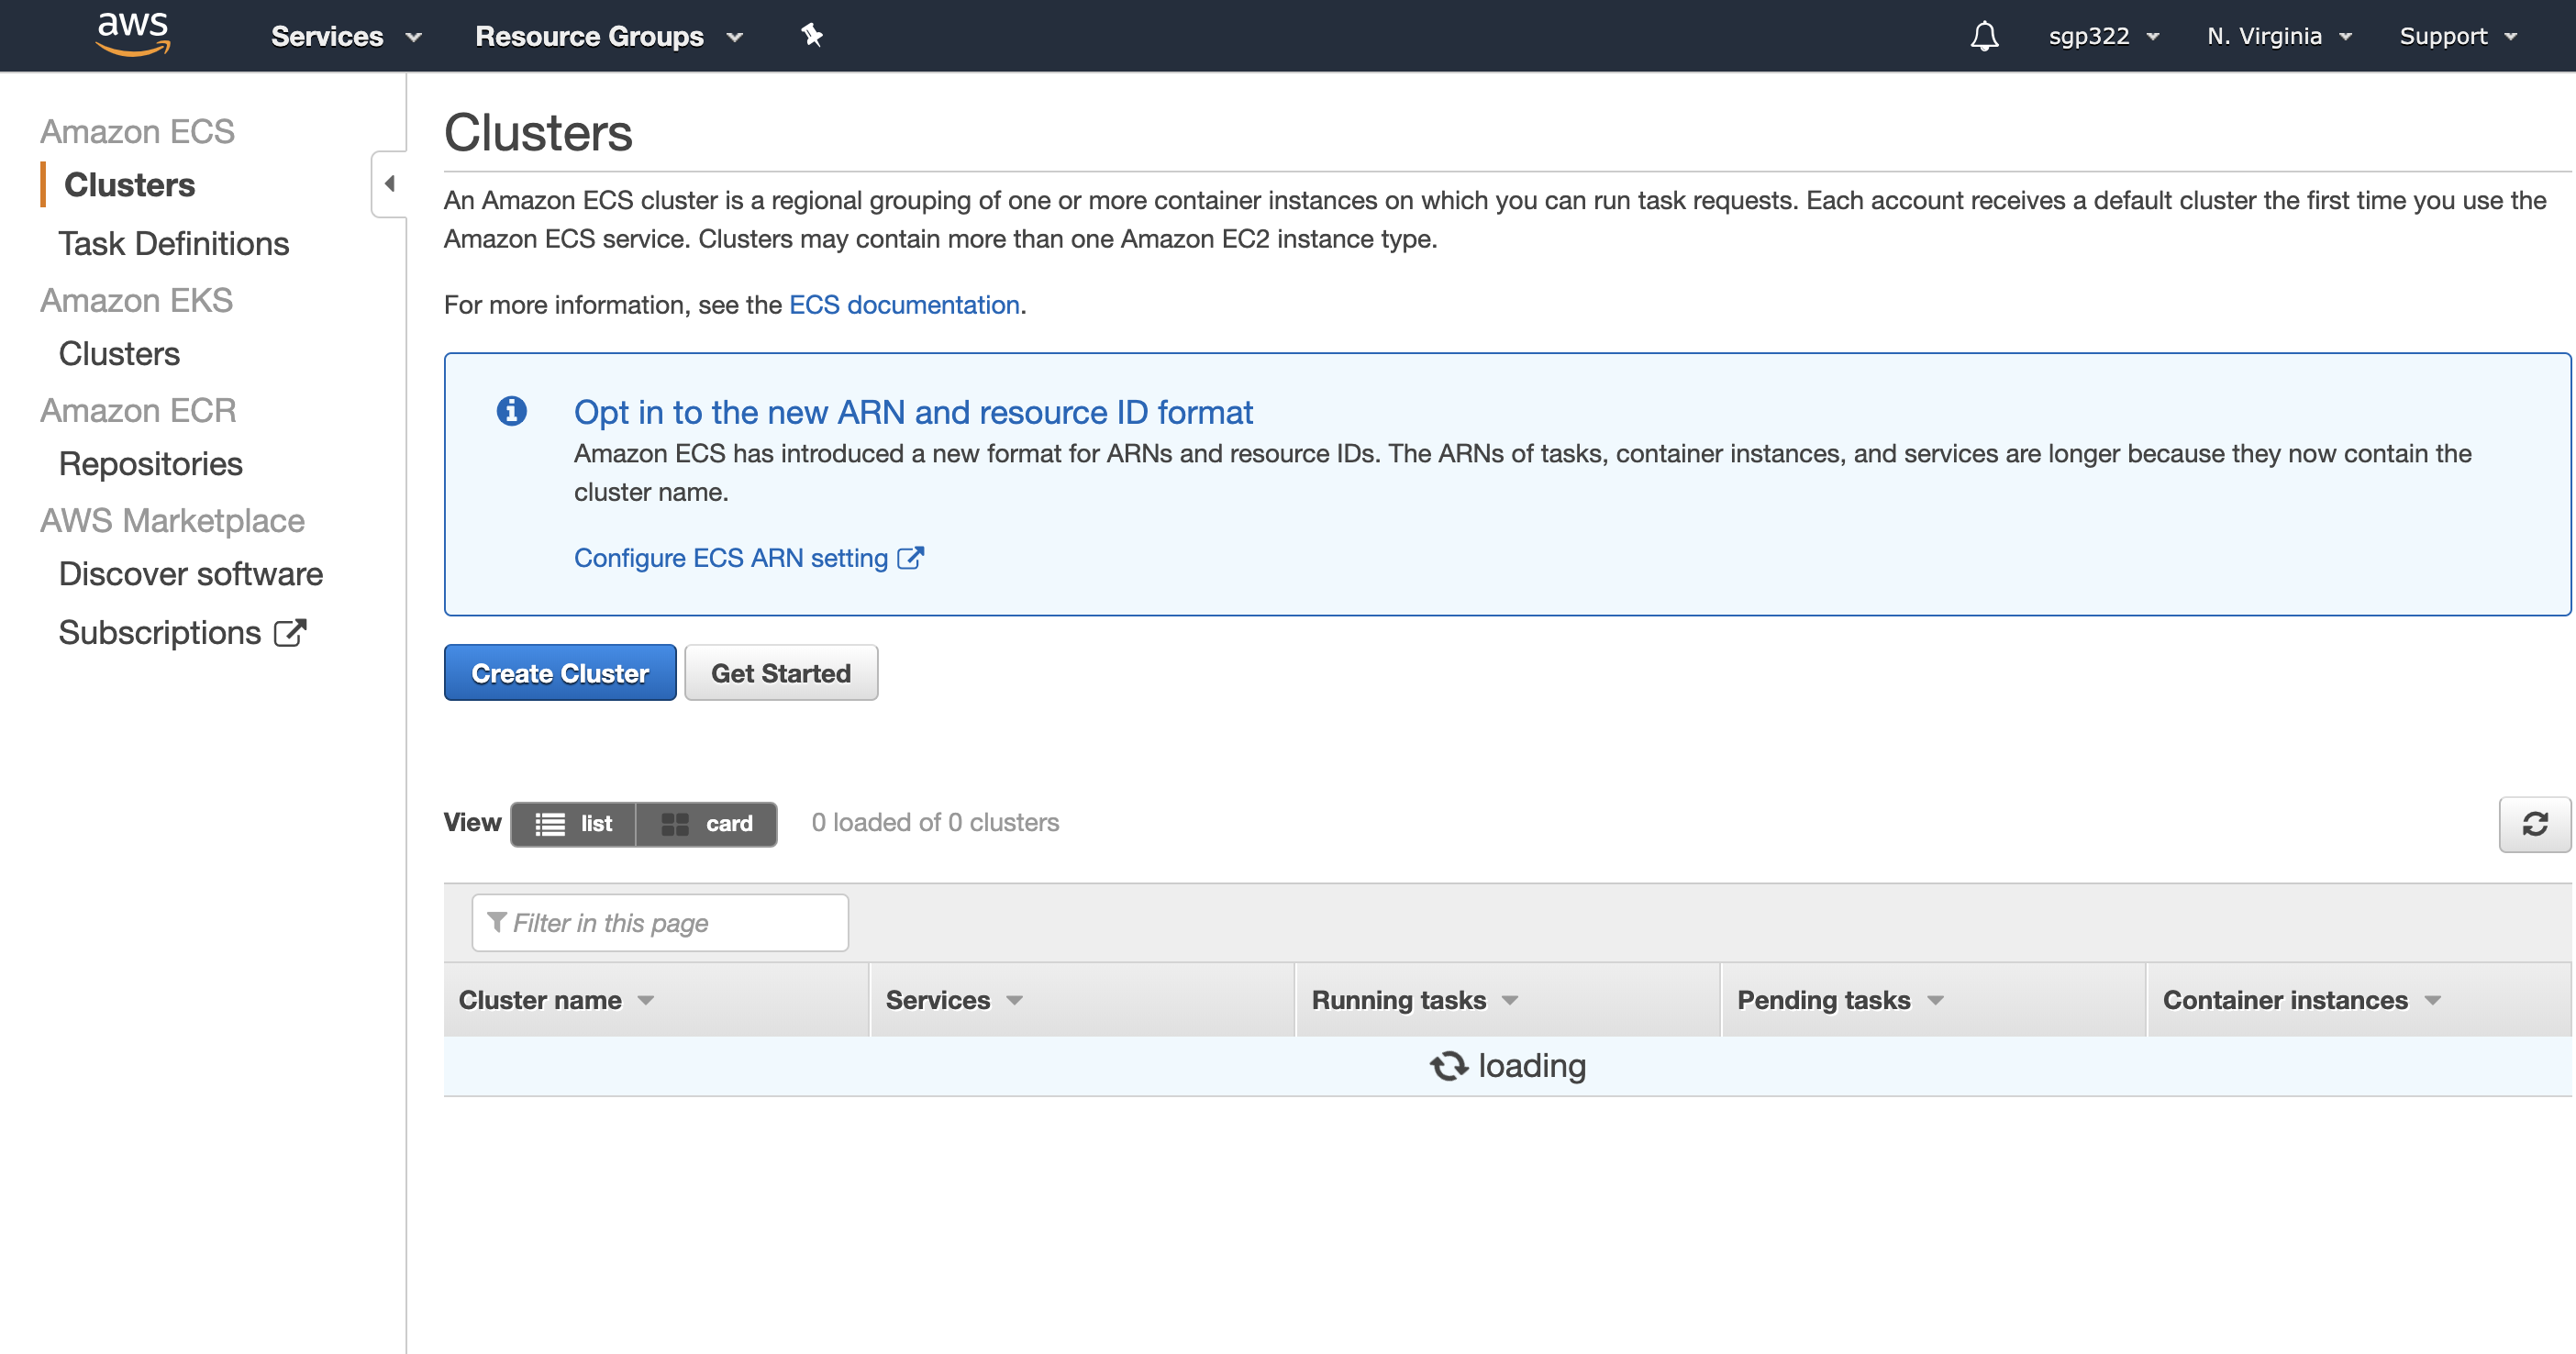 aws
Services
Resource Groups
sgp322
N. Virginia
Support
Amazon ECS
Clusters
Task Definitions
Amazon EKS
Clusters
Amazon ECR
Repositories
AWS Marketplace
Discover software
Subscriptions
Clusters
An Amazon ECS cluster is a regional grouping of one or more container instances on which you can run task requests. Each account receives a default cluster the first time you use the
Amazon ECS service. Clusters may contain more than one Amazon EC2 instance type.
For more information, see the ECS documentation.
Opt in to the new ARN and resource ID format
Amazon ECS has introduced a new format for ARNs and resource IDs. The ARNs of tasks, container instances, and services are longer because they now contain the
cluster name.
Configure ECS ARN setting
Create Cluster
Get Started
View
list
card
0 loaded of 0 clusters
Filter in this page
Cluster name
Services
Running tasks
Pending tasks
Container instances
loading